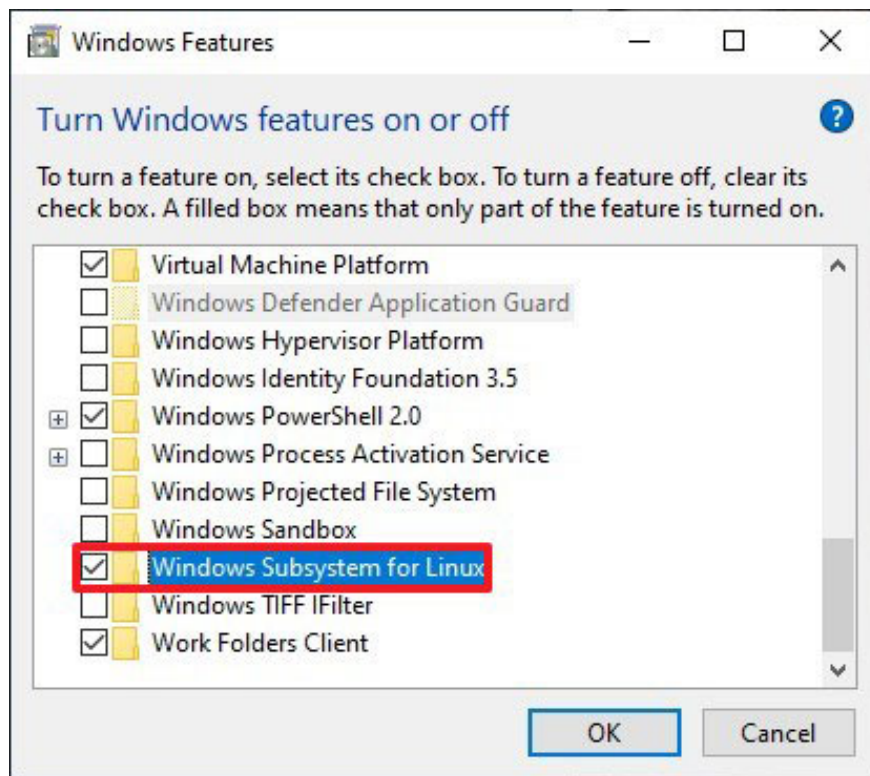 Windows Features
Turn Windows features on or off
To turn a feature on, select its check box. To turn a feature off, clear its
check box. A filled box means that only part of the feature is turned on.
Virtual Machine Platform
Windows Defender Application Guard
Windows Hypervisor Platform
Windows Identity Foundation 3.5
Windows PowerShell 2.0
Windows Process Activation Service
Windows Projected File System
Windows Sandbox
Windows Subsystem for Linux
Windows TIFF IFilter
Work Folders Client
OK Cancel